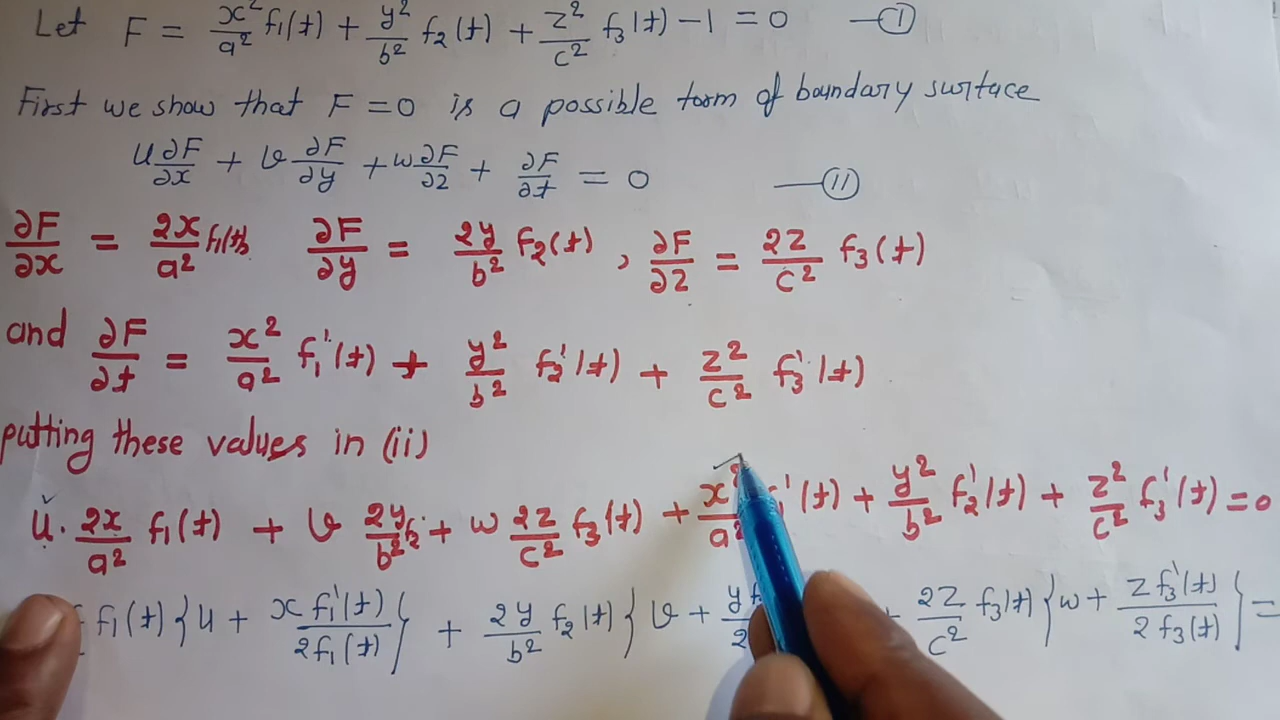 Let F = x²/a² f₁(t) + y²/b² f₂(t) + z²/c² f₃(t) - 1 = 0 —(I)
First we show that F = 0 is a possible form of boundary surface
u ∂F/∂x + v ∂F/∂y + w ∂F/∂z + ∂F/∂t = 0 —(II)
∂F/∂x = 2x/a² f₁(t), ∂F/∂y = 2y/b² f₂(t), ∂F/∂z = 2z/c² f₃(t)
and ∂F/∂t = x²/a² f₁'(t) + y²/b² f₂'(t) + z²/c² f₃'(t)
putting these values in (ii)
u. 2x/a² f₁(t) + v 2y/b² f₂ + w 2z/c² f₃(t) + x²/a² '(t) + y²/b² f₂'(t) + z²/c² f₃'(t) = 0
f₁(t) {u + x f₁'(t)/2f₁(t)} + 2y/b² f₂(t) {v + y 2z/c² f₃(t) {w + z f₃'(t)/2 f₃(t)} =